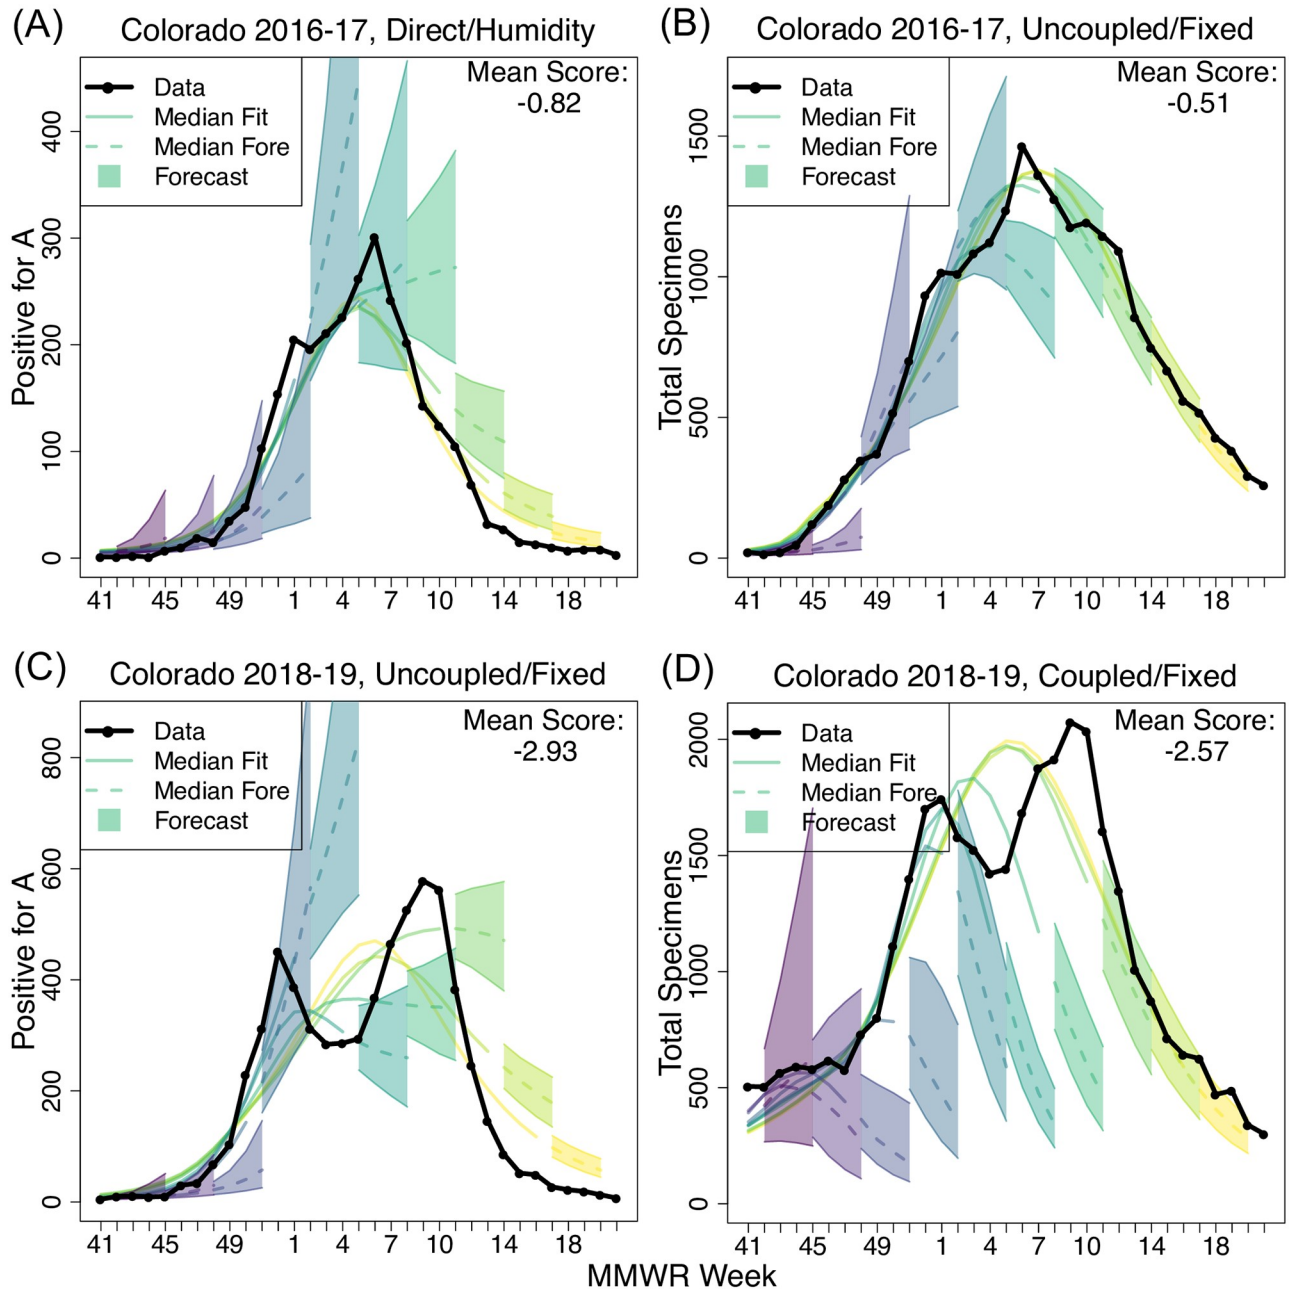 (A)
Colorado 2016-17, Direct/Humidity
Data
Median Fit
Median Fore
Forecast
Mean Score:
-0.82
Positive for A
0 100 200 300 400
41 45 49 1 4 7 10 14 18
(B)
Colorado 2016-17, Uncoupled/Fixed
Data
Median Fit
Median Fore
Forecast
Mean Score:
-0.51
Total Specimens
0 500 1000 1500
41 45 49 1 4 7 10 14 18
(C)
Colorado 2018-19, Uncoupled/Fixed
Data
Median Fit
Median Fore
Forecast
Mean Score:
-2.93
Positive for A
0 200 400 600 800
41 45 49 1 4 7 10 14 18
(D)
Colorado 2018-19, Coupled/Fixed
Data
Median Fit
Median Fore
Forecast
Mean Score:
-2.57
Total Specimens
0 500 1000 1500 2000
41 45 49 1 4 7 10 14 18
MMWR Week